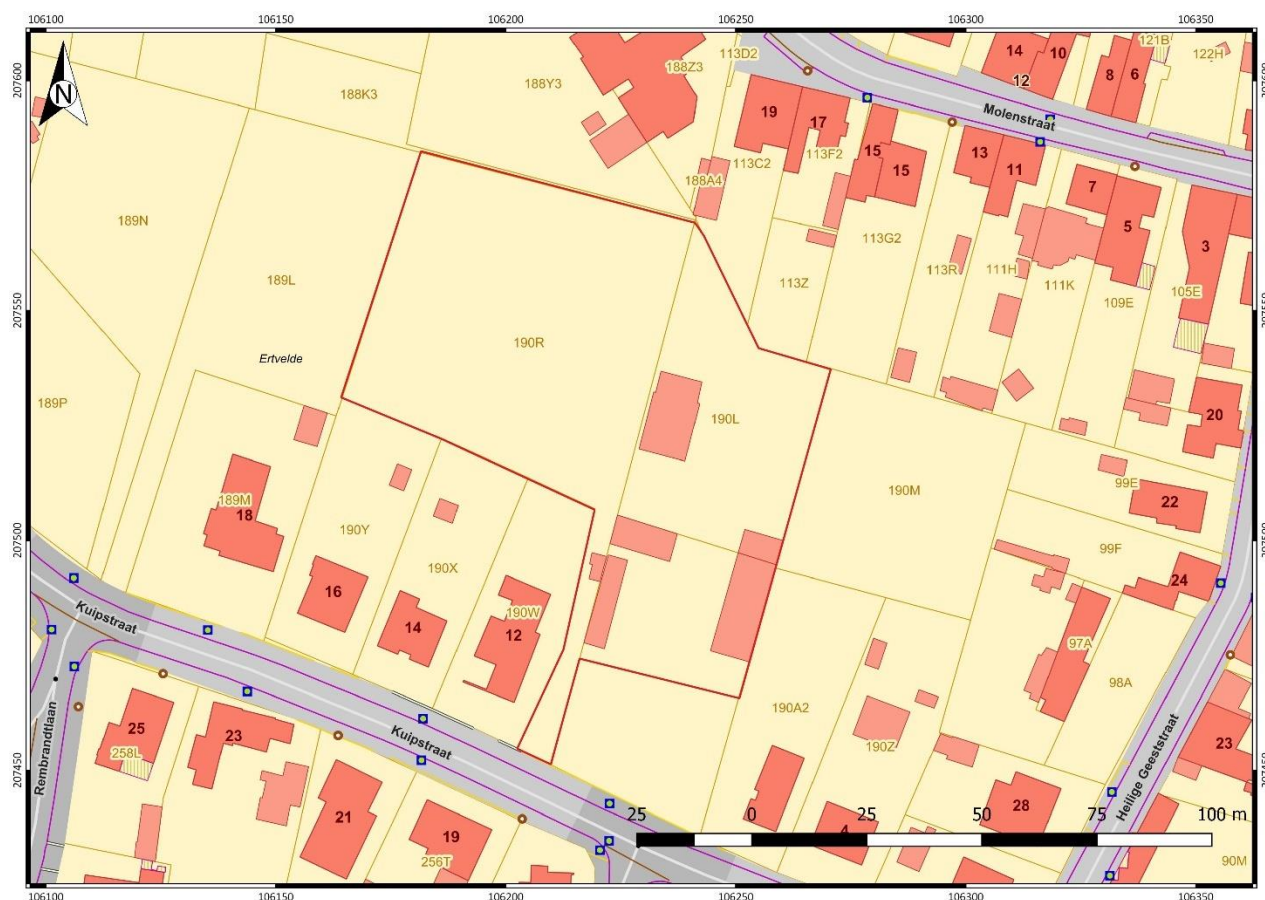 106100 106150 106200 106250 106300 106350
207600
207550
207500
207450
N
188K3
188Y3
188Z3
113D2
14
10
12
8
6
121B
122H
Molenstraat
19
17
113C2
113F2
188A4
15
15
13
11
7
5
3
189N
189L
113G2
113R
111H
111K
109E
105E
113Z
Ertvelde
190R
189P
190L
20
190M
99E
22
189M
18
190Y
190X
99F
24
16
14
190W
12
97A
98A
Kuipstraat
Kuipstraat
190A2
190Z
25
258L
23
Rembrandtlaan
Heilige Geeststraat
23
21
19
256T
4
28
90M
25 0 25 50 75 100 m
207600
207550
207500
207450
106100 106150 106200 106250 106300 106350